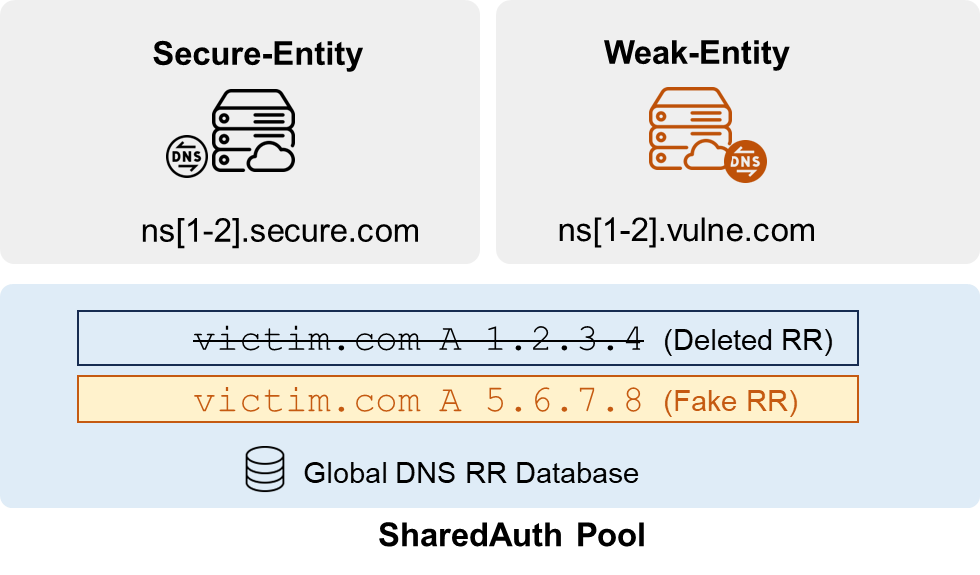 Secure-Entity
Weak-Entity
DNS
DNS
ns[1-2].secure.com
ns[1-2].vulne.com
victim.com A 1.2.3.4 (Deleted RR)
victim.com A 5.6.7.8 (Fake RR)
Global DNS RR Database
SharedAuth Pool